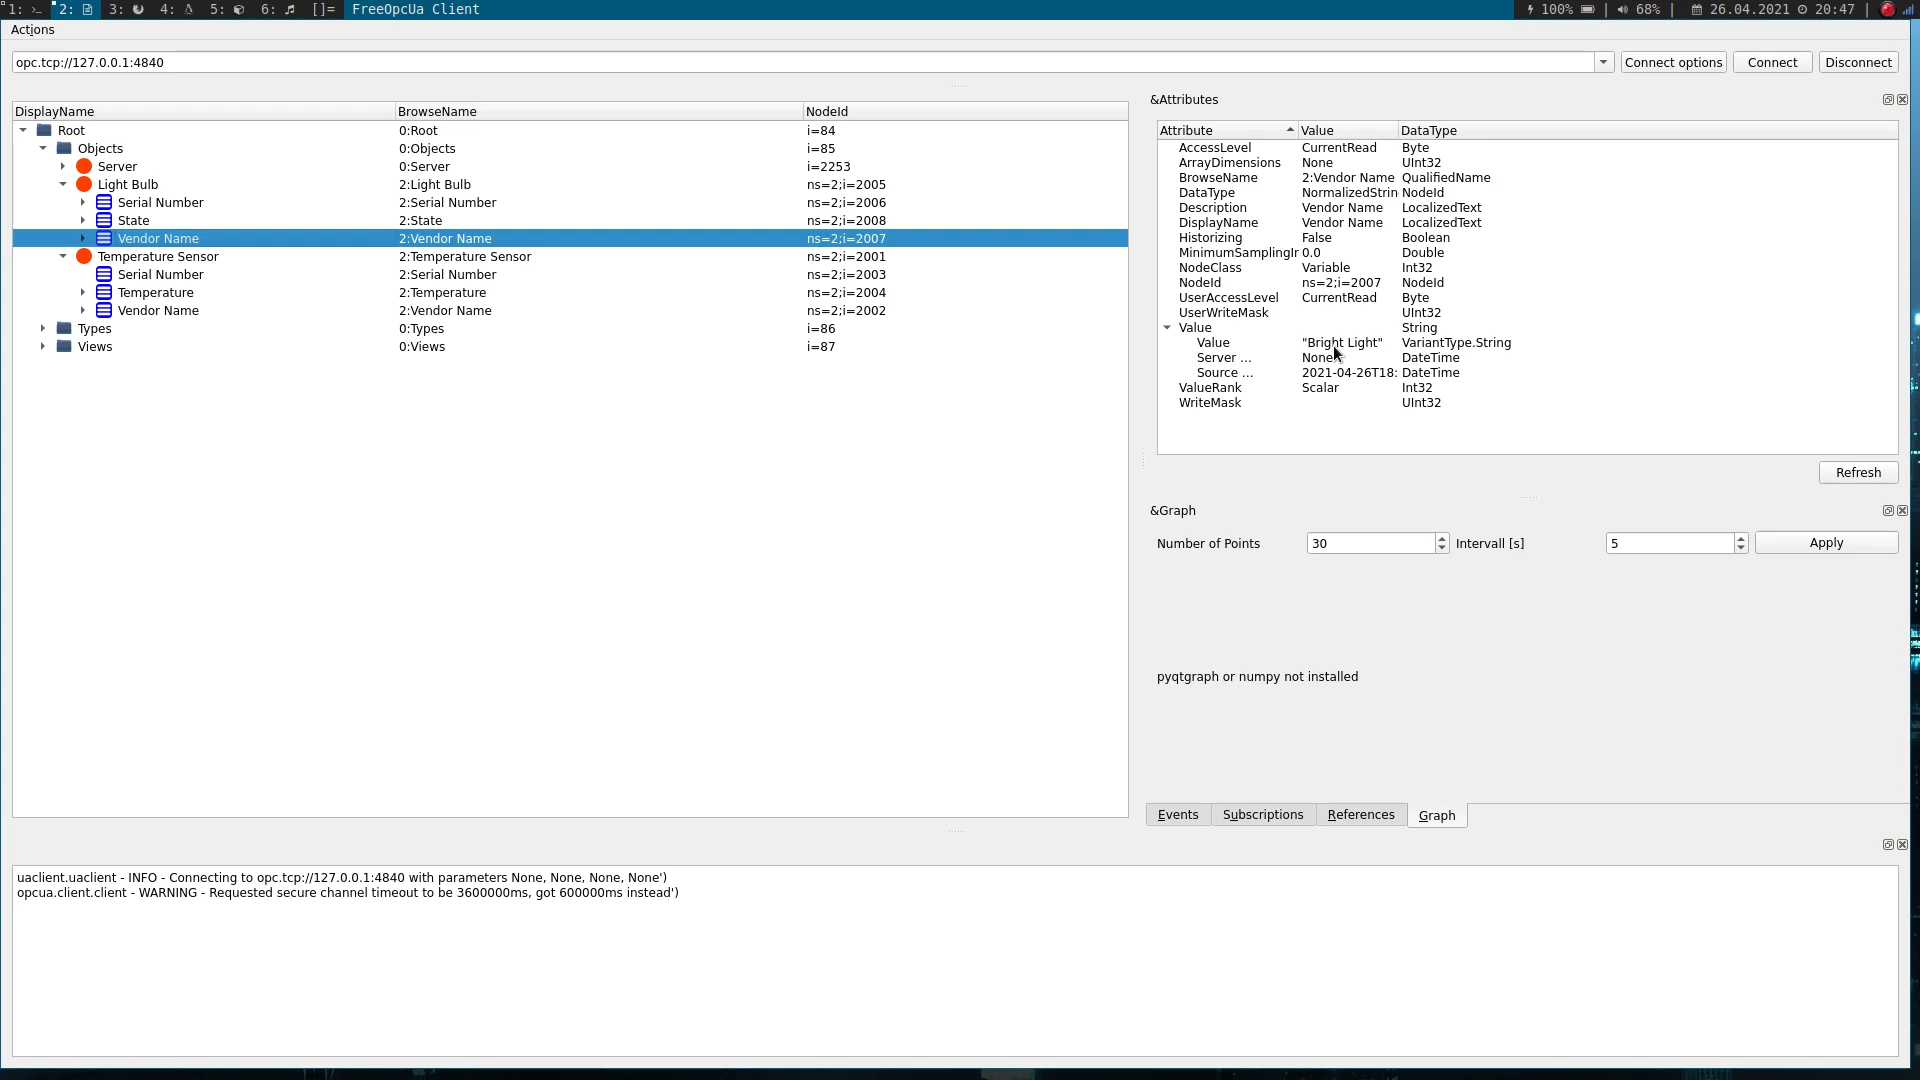 1: 2: 3: 4: 5: 6: []= FreeOpcUa Client 100% | 68% | 26.04.2021 20:47 |
Actions
opc.tcp://127.0.0.1:4840 Connect options Connect Disconnect
DisplayName BrowseName NodeId
Root 0:Root i=84
Objects 0:Objects i=85
Server 0:Server i=2253
Light Bulb 2:Light Bulb ns=2;i=2005
Serial Number 2:Serial Number ns=2;i=2006
State 2:State ns=2;i=2008
Vendor Name 2:Vendor Name ns=2;i=2007
Temperature Sensor 2:Temperature Sensor ns=2;i=2001
Serial Number 2:Serial Number ns=2;i=2003
Temperature 2:Temperature ns=2;i=2004
Vendor Name 2:Vendor Name ns=2;i=2002
Types 0:Types i=86
Views 0:Views i=87
&Attributes
Attribute Value DataType
AccessLevel CurrentRead Byte
ArrayDimensions None UInt32
BrowseName 2:Vendor Name QualifiedName
DataType NormalizedStrin NodeId
Description Vendor Name LocalizedText
DisplayName Vendor Name LocalizedText
Historizing False Boolean
MinimumSamplingIr 0.0 Double
NodeClass Variable Int32
NodeId ns=2;i=2007 NodeId
UserAccessLevel CurrentRead Byte
UserWriteMask UInt32
Value String
Value "Bright Light" VariantType.String
Server ... None DateTime
Source ... 2021-04-26T18: DateTime
ValueRank Scalar Int32
WriteMask UInt32
Refresh
&Graph
Number of Points 30 Intervall [s] 5 Apply
pyqtgraph or numpy not installed
Events Subscriptions References Graph
uaclient.uaclient - INFO - Connecting to opc.tcp://127.0.0.1:4840 with parameters None, None, None, None')
opcua.client.client - WARNING - Requested secure channel timeout to be 3600000ms, got 600000ms instead')